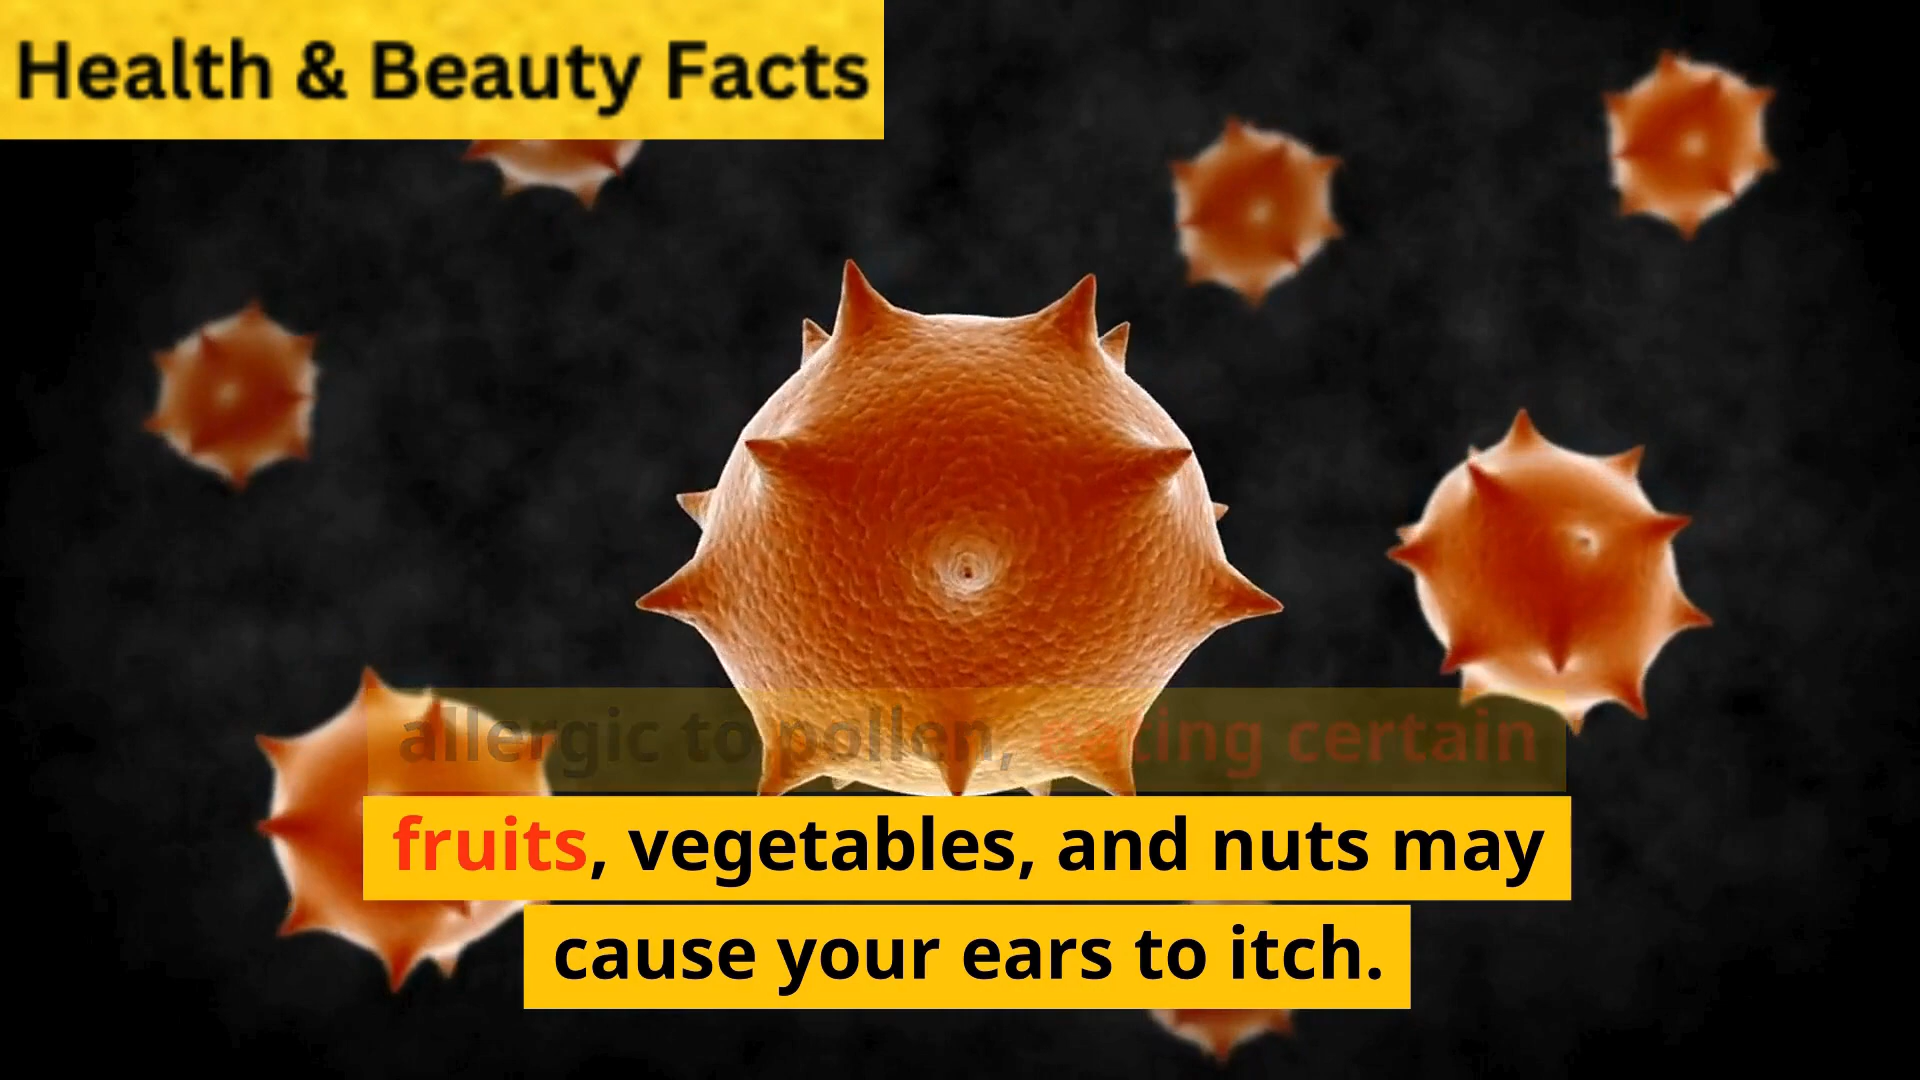 Health & Beauty Facts
allergic to pollen, eating certain
fruits, vegetables, and nuts may
cause your ears to itch.